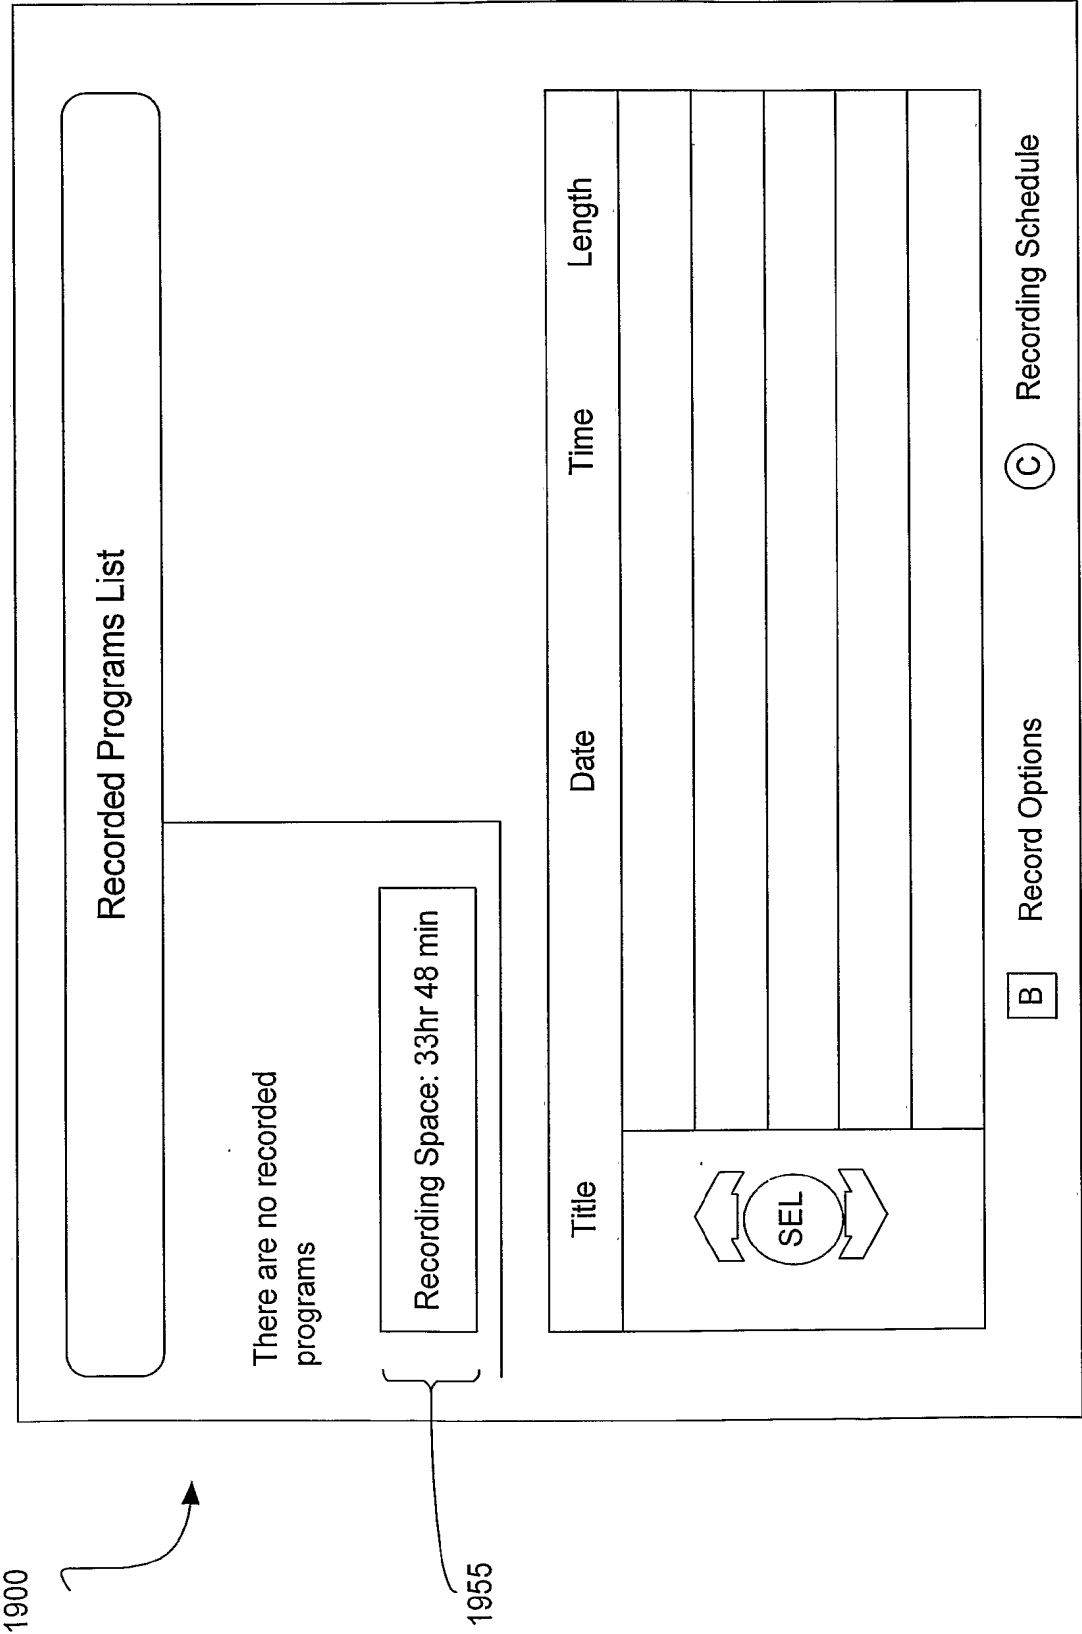 1900
Recorded Programs List
There are no recorded
programs
Recording Space: 33hr 48 min
1955
Title Date Time Length
SEL
B Record Options C Recording Schedule